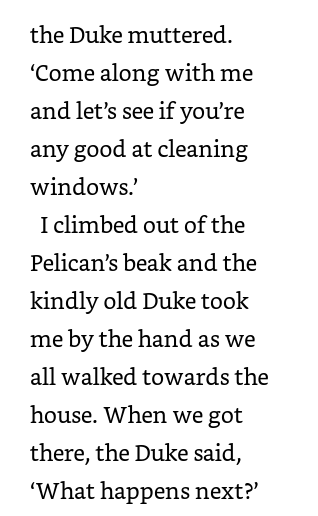 the Duke muttered.
‘Come along with me
and let’s see if you’re
any good at cleaning
windows.’
I climbed out of the
Pelican’s beak and the
kindly old Duke took
me by the hand as we
all walked towards the
house. When we got
there, the Duke said,
‘What happens next?’